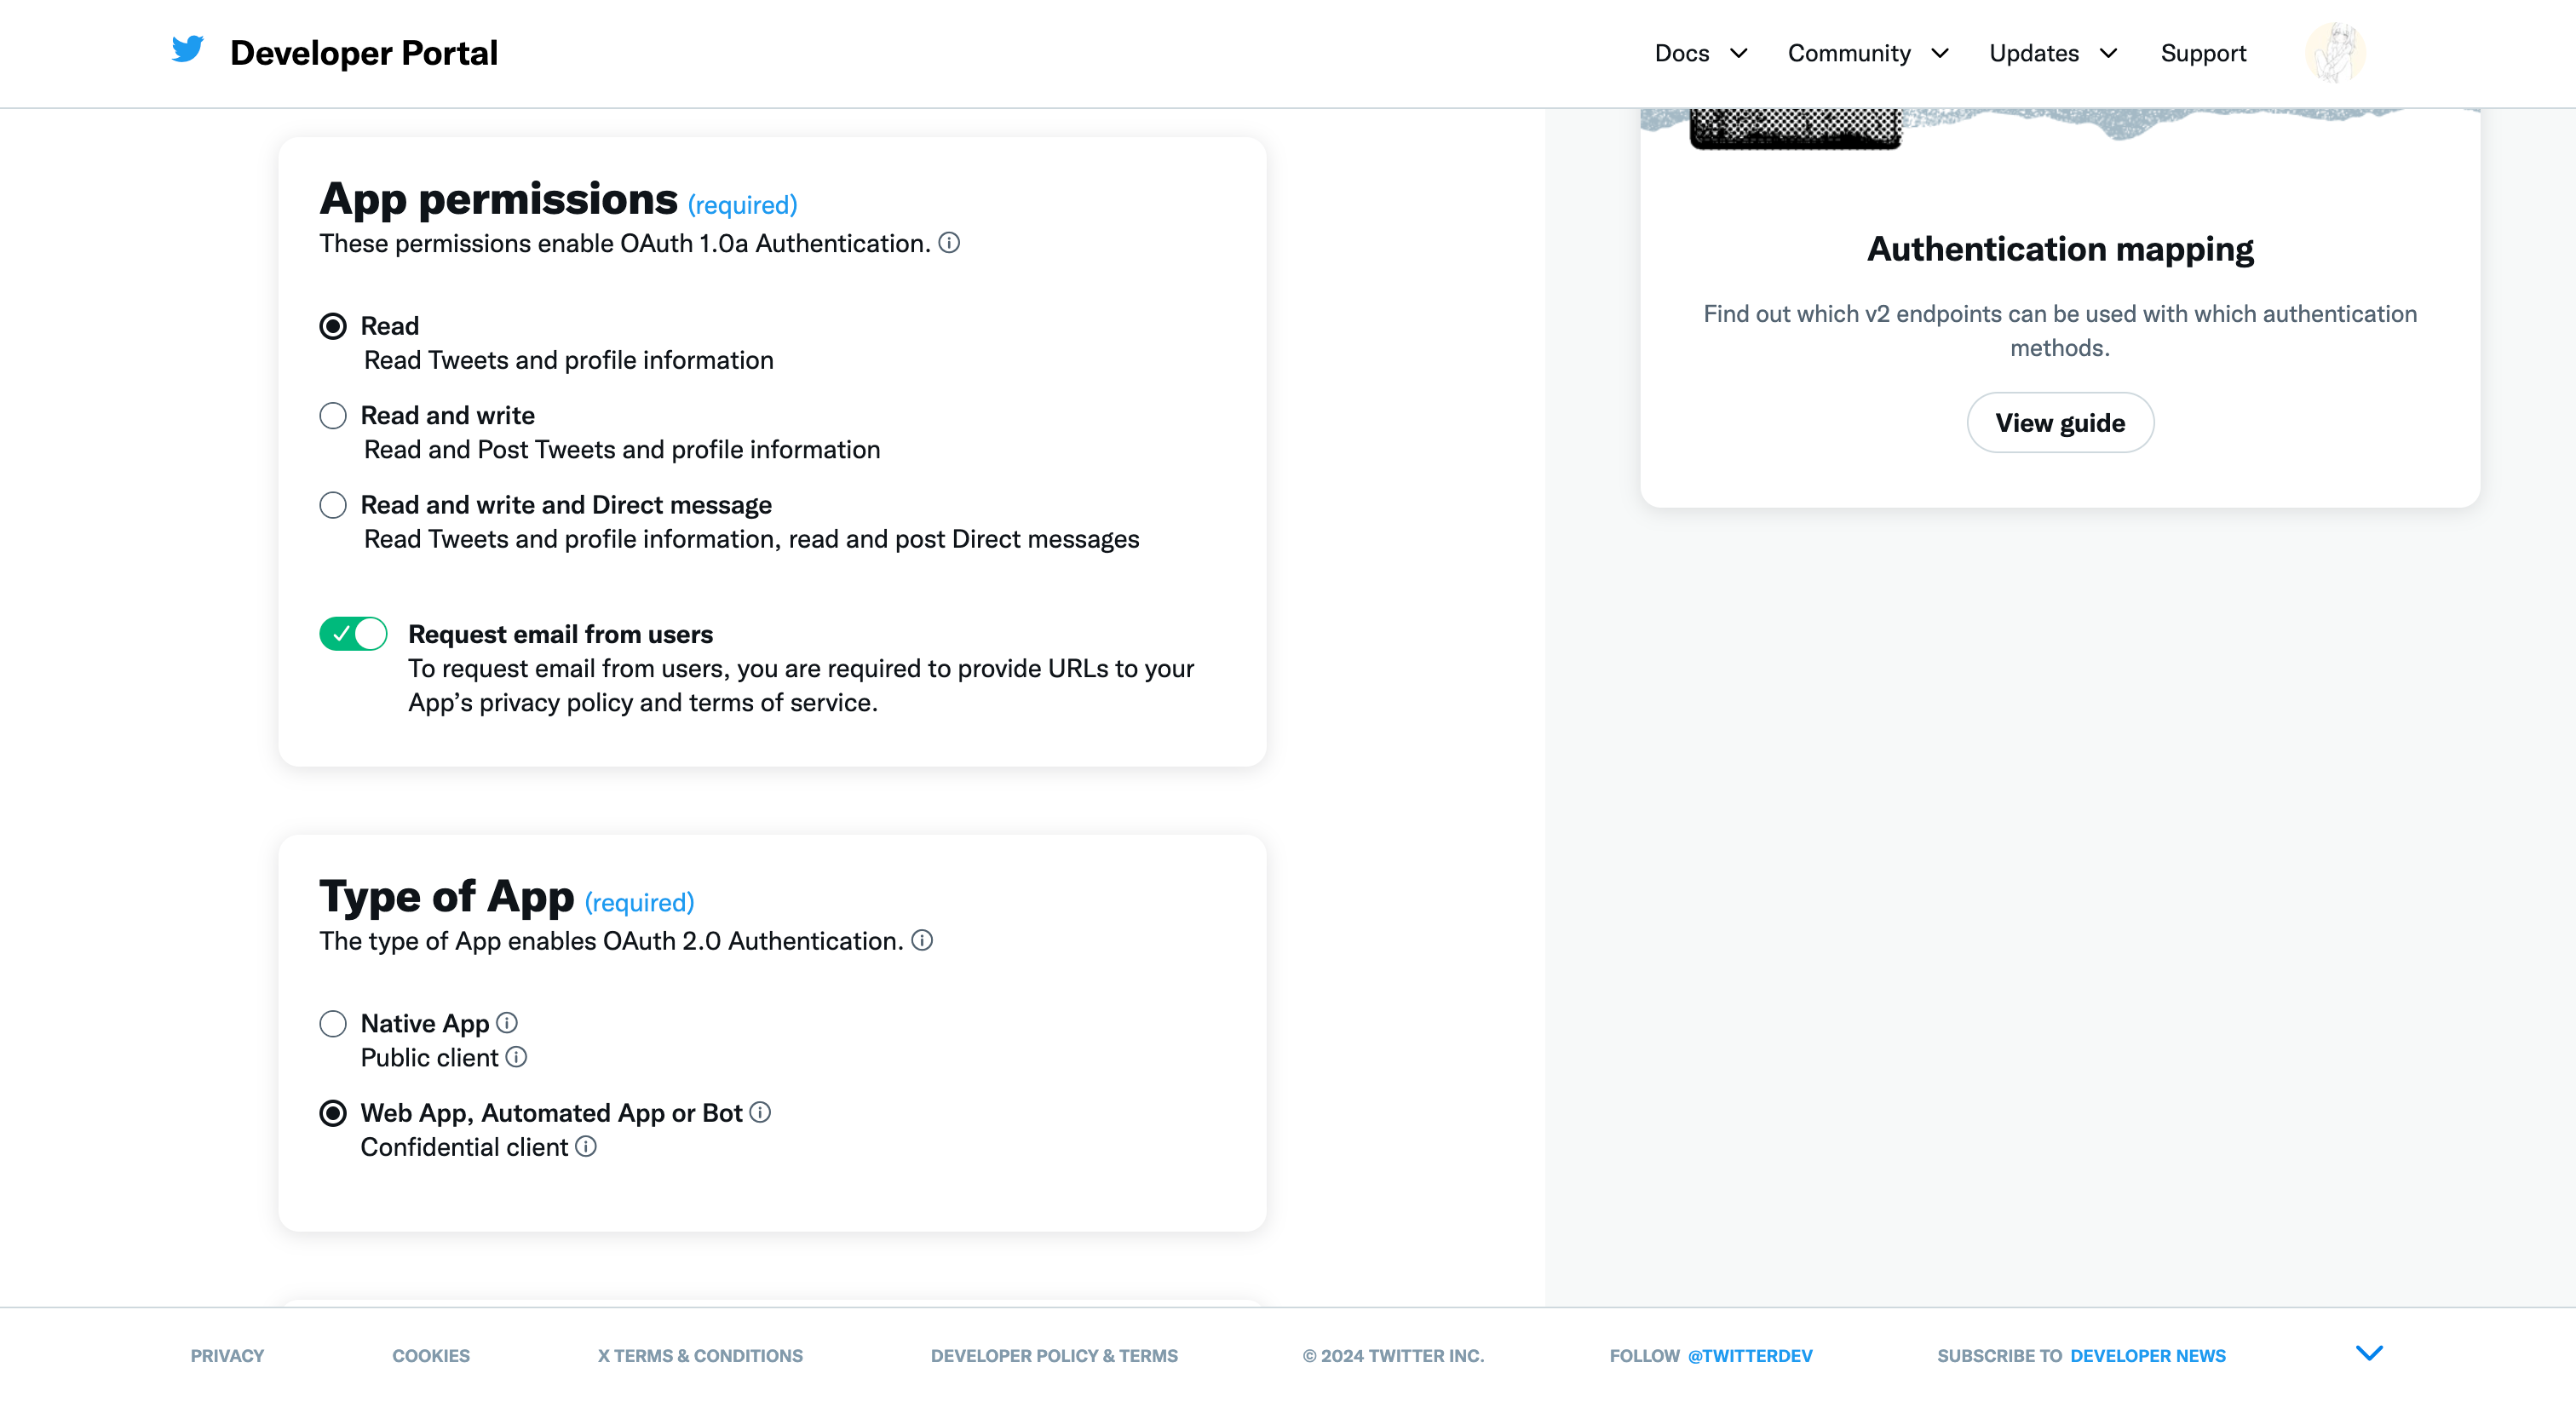 Developer Portal
Docs
Community
Updates
Support
App permissions (required)
These permissions enable OAuth 1.0a Authentication.
Read
Read Tweets and profile information
Read and write
Read and Post Tweets and profile information
Read and write and Direct message
Read Tweets and profile information, read and post Direct messages
Request email from users
To request email from users, you are required to provide URLs to your
App’s privacy policy and terms of service.
Type of App (required)
The type of App enables OAuth 2.0 Authentication.
Native App
Public client
Web App, Automated App or Bot
Confidential client
Authentication mapping
Find out which v2 endpoints can be used with which authentication
methods.
View guide
PRIVACY
COOKIES
X TERMS & CONDITIONS
DEVELOPER POLICY & TERMS
© 2024 TWITTER INC.
FOLLOW @TWITTERDEV
SUBSCRIBE TO DEVELOPER NEWS